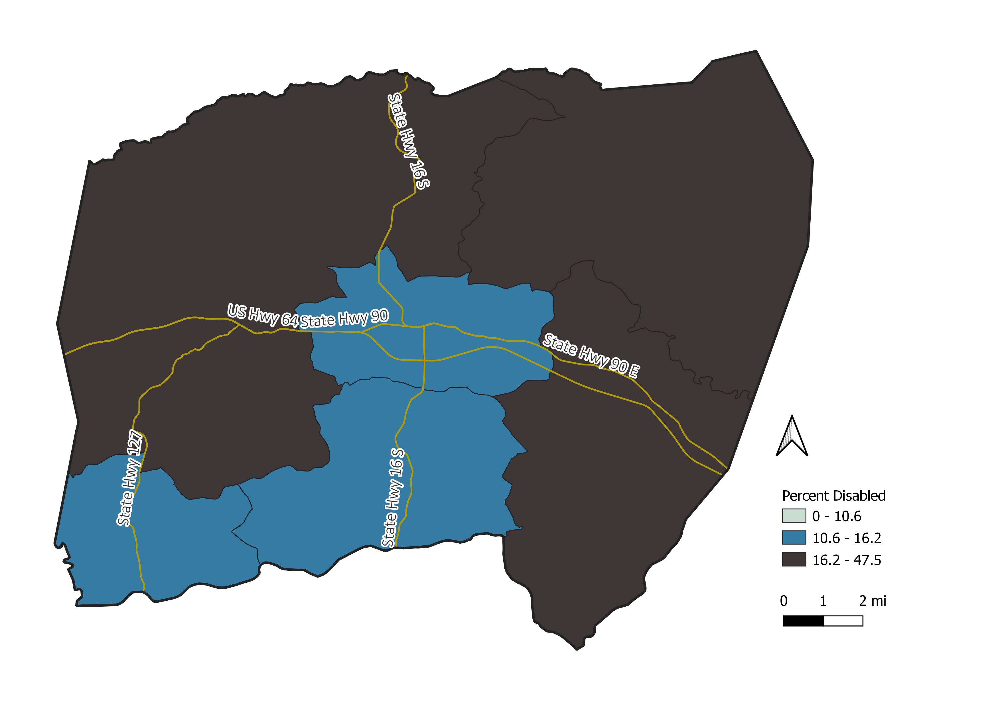 State Hwy 16 S
US Hwy 64
State Hwy 90
State Hwy 90 E
State Hwy 127
State Hwy 16 S
Percent Disabled
0 - 10.6
10.6 - 16.2
16.2 - 47.5
0 1 2 mi